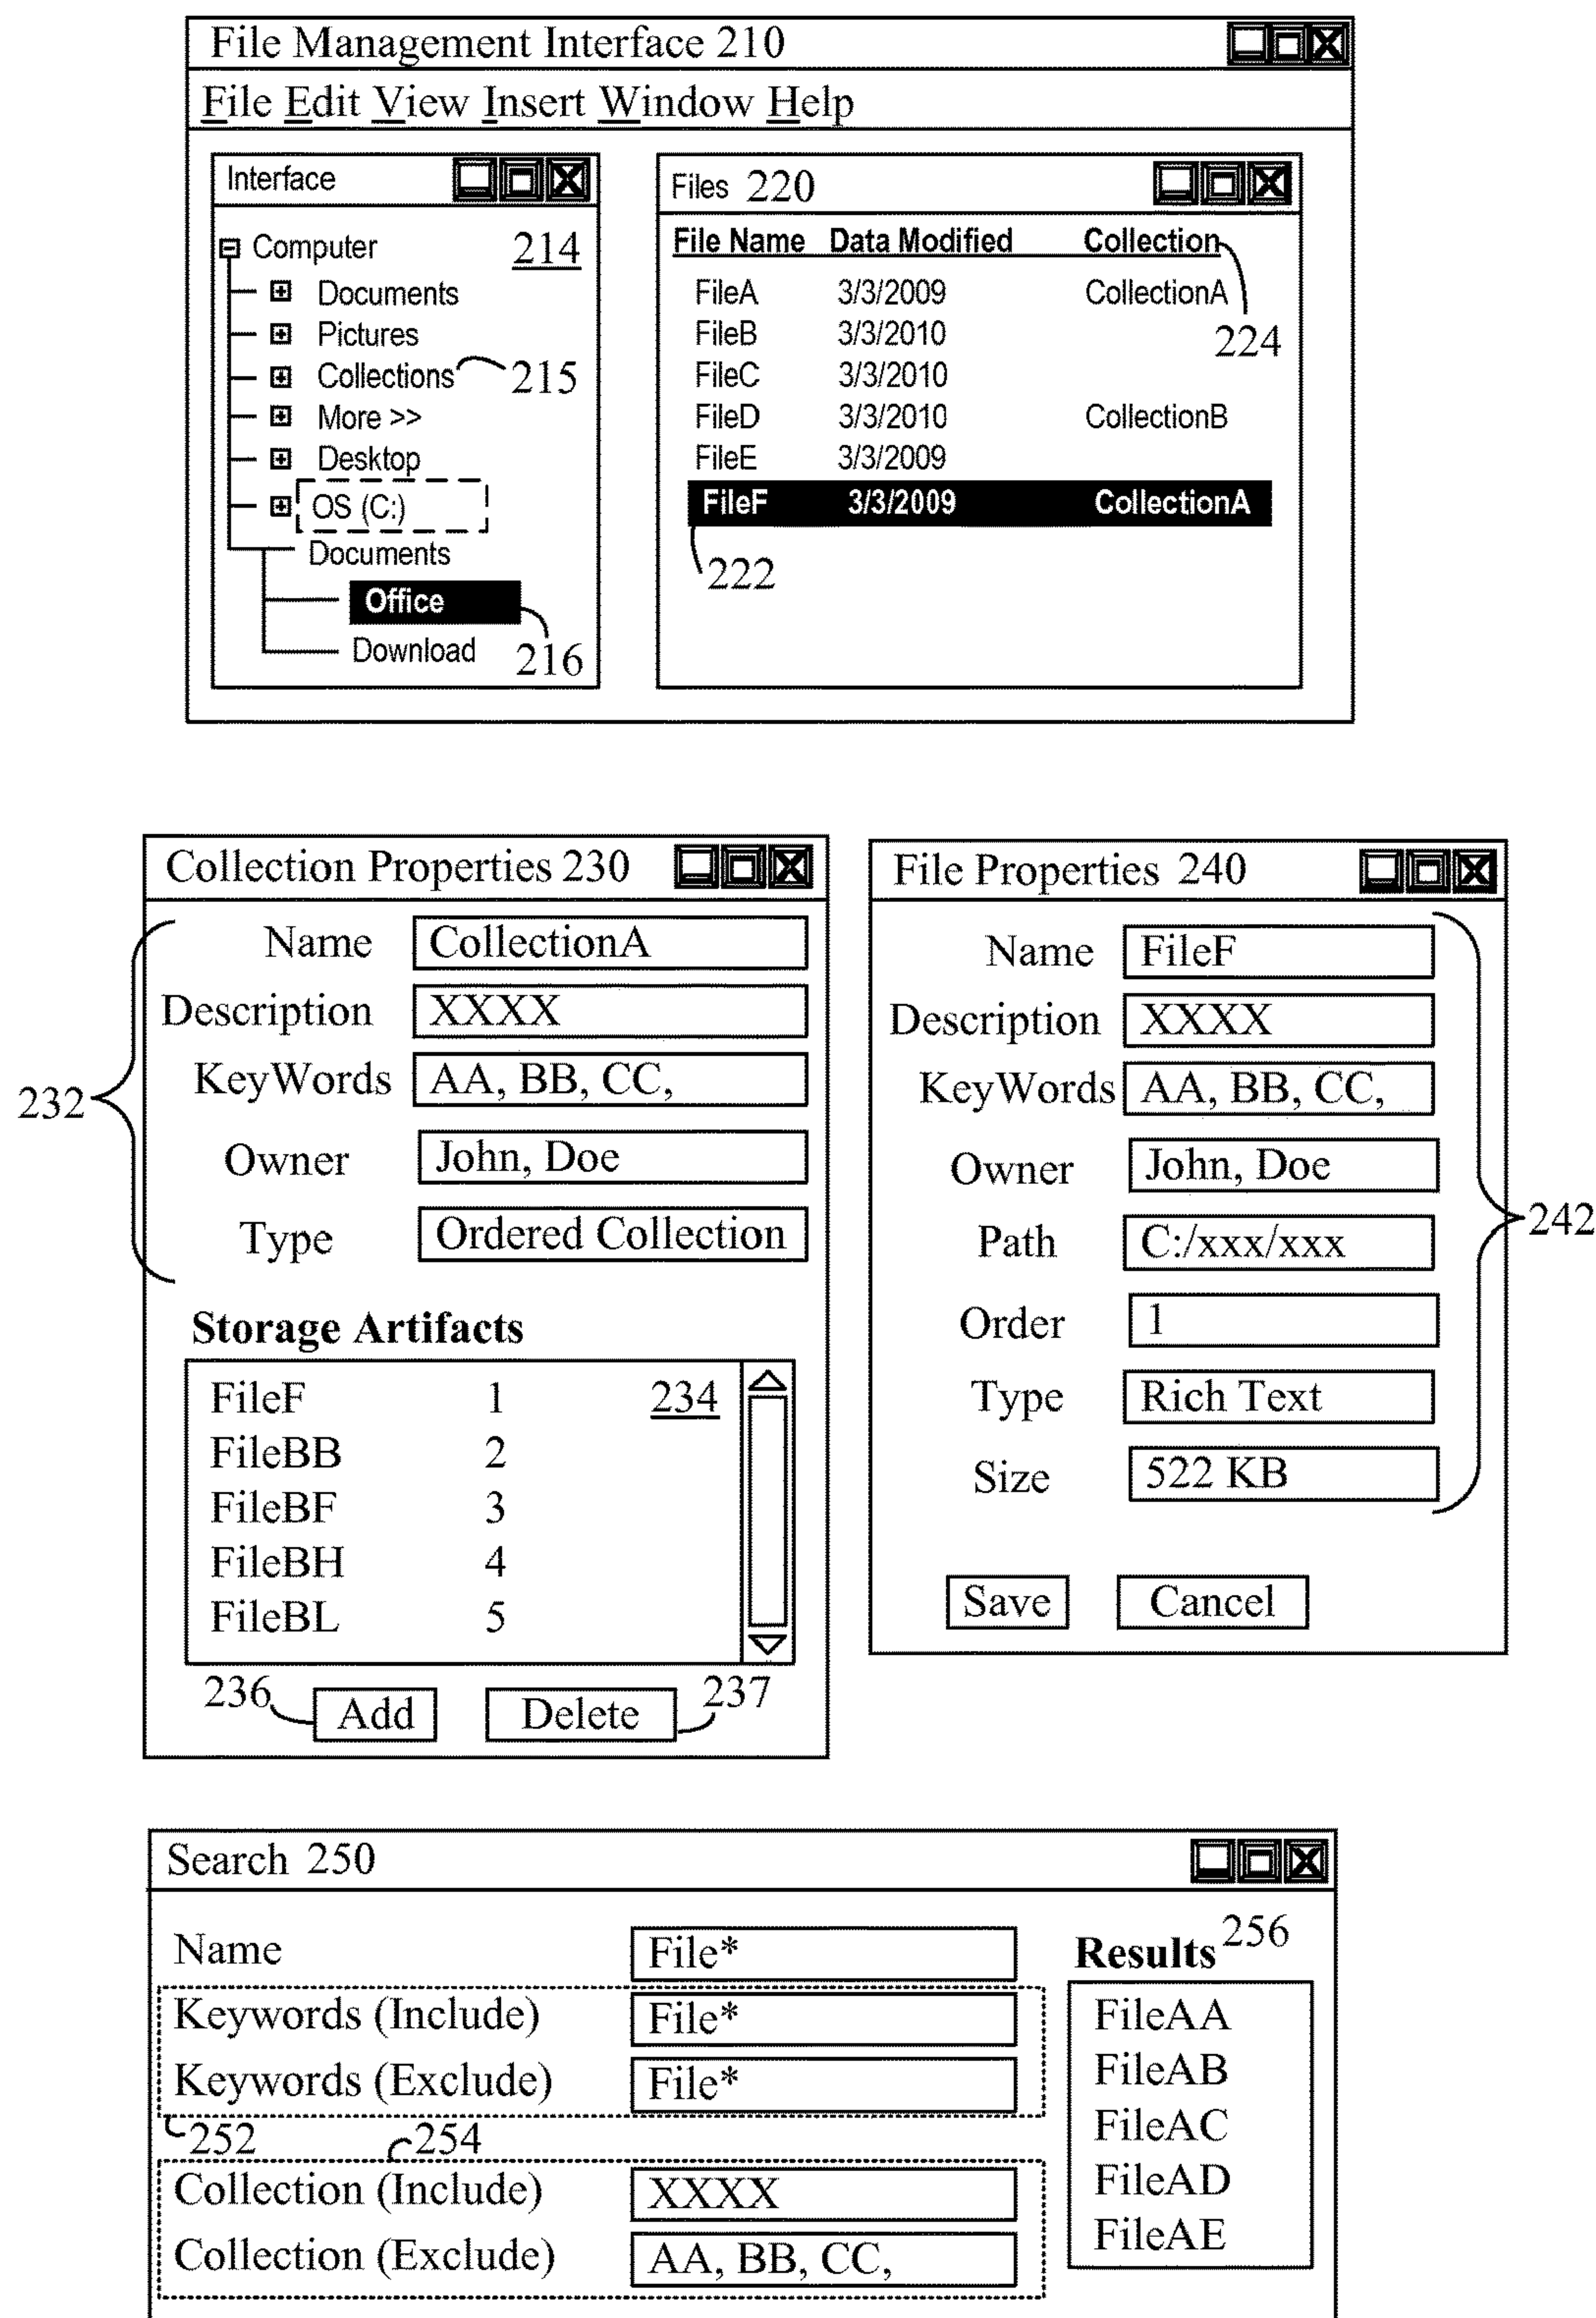 File Management Interface 210
File Edit View Insert Window Help
Interface
214
Computer
Documents
Pictures
Collections 215
More >>
Desktop
OS (C:)
Documents
Office
Download 216
Files 220
File Name Data Modified Collection
FileA 3/3/2009 CollectionA
224
FileB 3/3/2010
FileC 3/3/2010
FileD 3/3/2010 CollectionB
FileE 3/3/2009
FileF 3/3/2009 CollectionA
222
Collection Properties 230
232
Name CollectionA
Description XXXX
KeyWords AA, BB, CC,
Owner John, Doe
Type Ordered Collection
Storage Artifacts
234
FileF 1
FileBB 2
FileBF 3
FileBH 4
FileBL 5
236 Add Delete 237
File Properties 240
Name FileF
Description XXXX
KeyWords AA, BB, CC,
Owner John, Doe
Path C:/xxx/xxx
242
Order 1
Type Rich Text
Size 522 KB
Save Cancel
Search 250
Name File*
Keywords (Include) File*
Keywords (Exclude) File*
252 254
Collection (Include) XXXX
Collection (Exclude) AA, BB, CC,
Results 256
FileAA
FileAB
FileAC
FileAD
FileAE